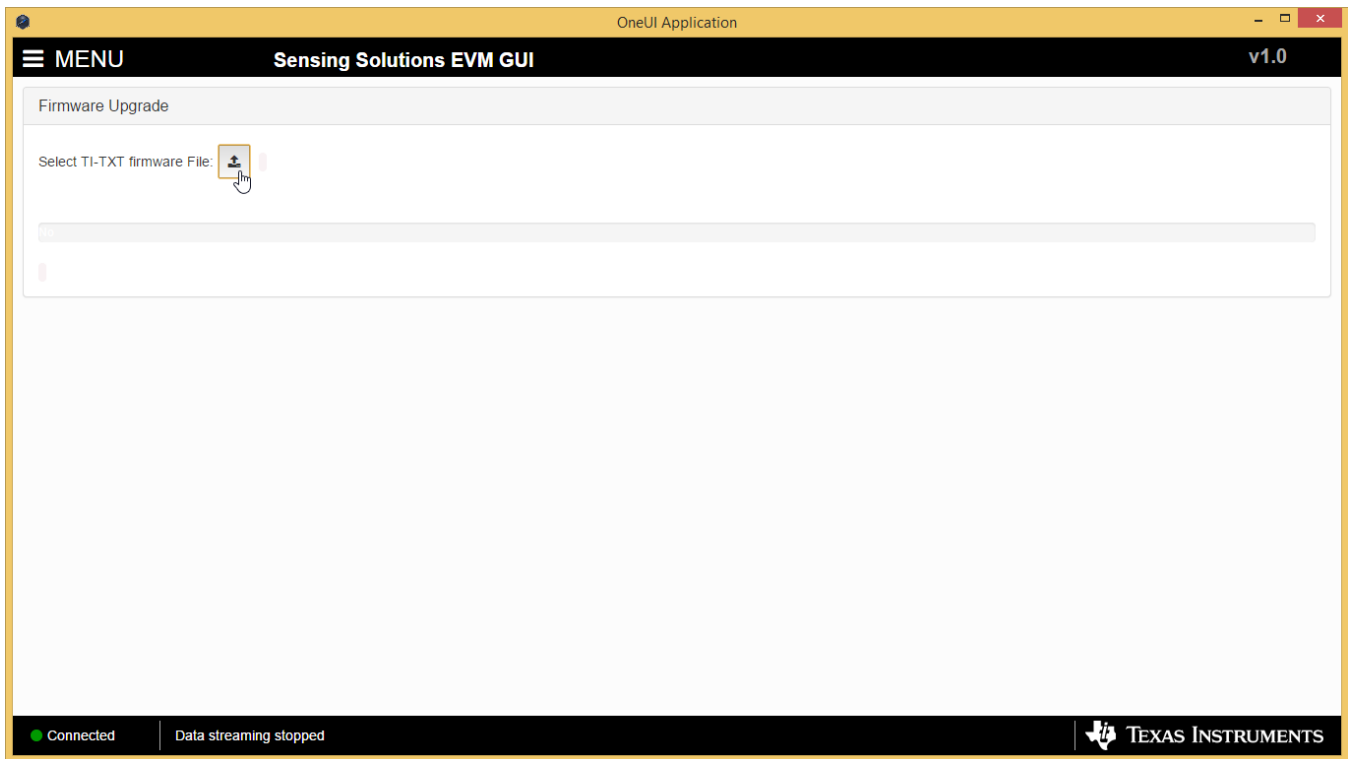 OneUI Application
MENU Sensing Solutions EVM GUI v1.0
Firmware Upgrade
Select TI-TXT firmware File:
Connected Data streaming stopped TEXAS INSTRUMENTS